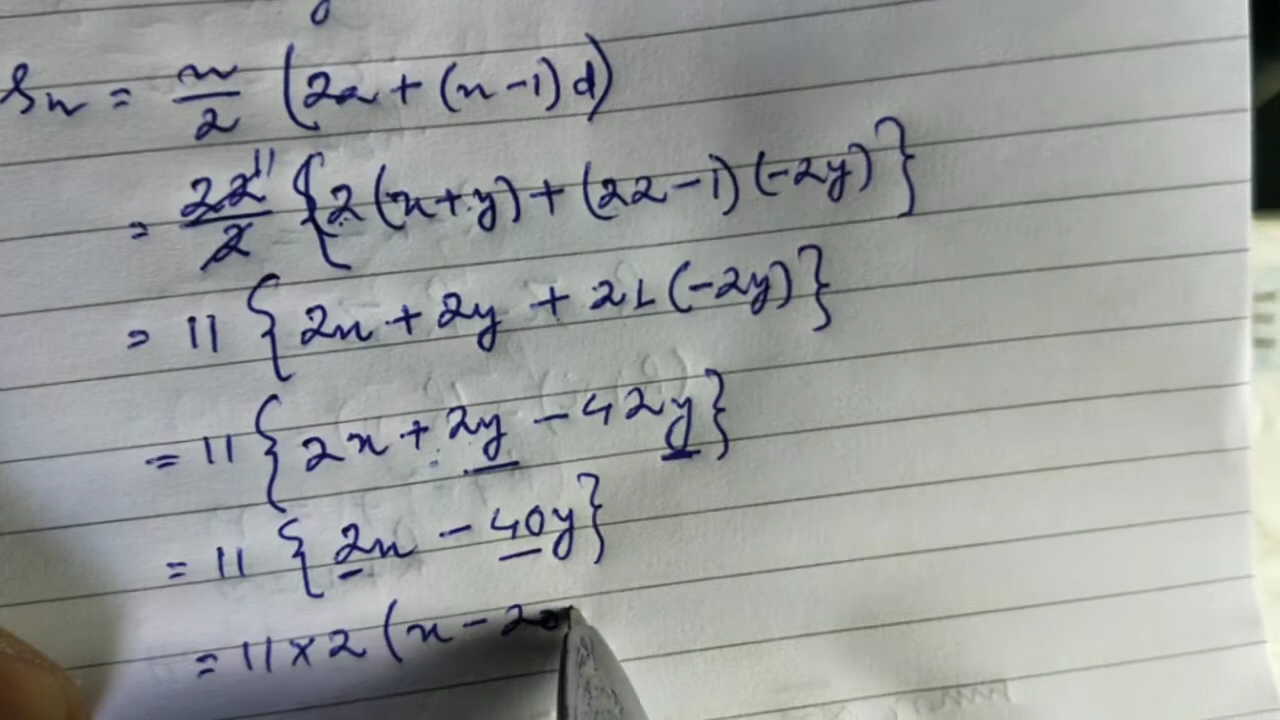 Sn = n/2 (2a + (n-1)d)
= 22/2 11 {2(x+y) + (22-1)(-2y)}
= 11 {2x + 2y + 21(-2y)}
= 11 {2x + 2y - 42y}
= 11 {2x - 40y}
= 11 × 2 (x - 20